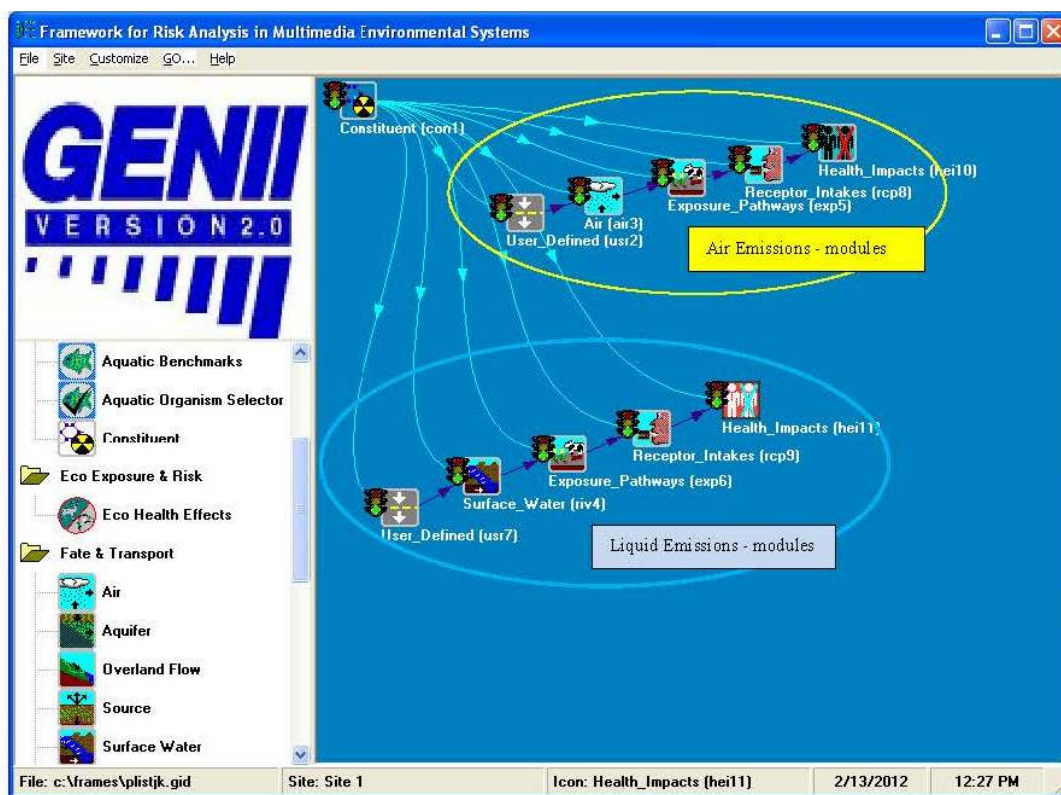 Framework for Risk Analysis in Multimedia Environmental Systems
File Site Customize GO... Help
GENII
VERSION 2.0
Aquatic Benchmarks
Aquatic Organism Selector
Constituent
Eco Exposure & Risk
Eco Health Effects
Fate & Transport
Air
Aquifer
Overland Flow
Source
Surface Water
Constituent (con1)
Health_Impacts (hei10)
Receptor_Intakes (rcp8)
Exposure_Pathways (exp5)
Air (air3)
User_Defined (usr2)
Air Emissions - modules
Health_Impacts (hei11)
Receptor_Intakes (rcp9)
Exposure_Pathways (exp6)
Surface_Water (riv4)
User_Defined (usr7)
Liquid Emissions - modules
File: c:\frames\plistjk.gid Site: Site 1 Icon: Health_Impacts (hei11) 2/13/2012 12:27 PM